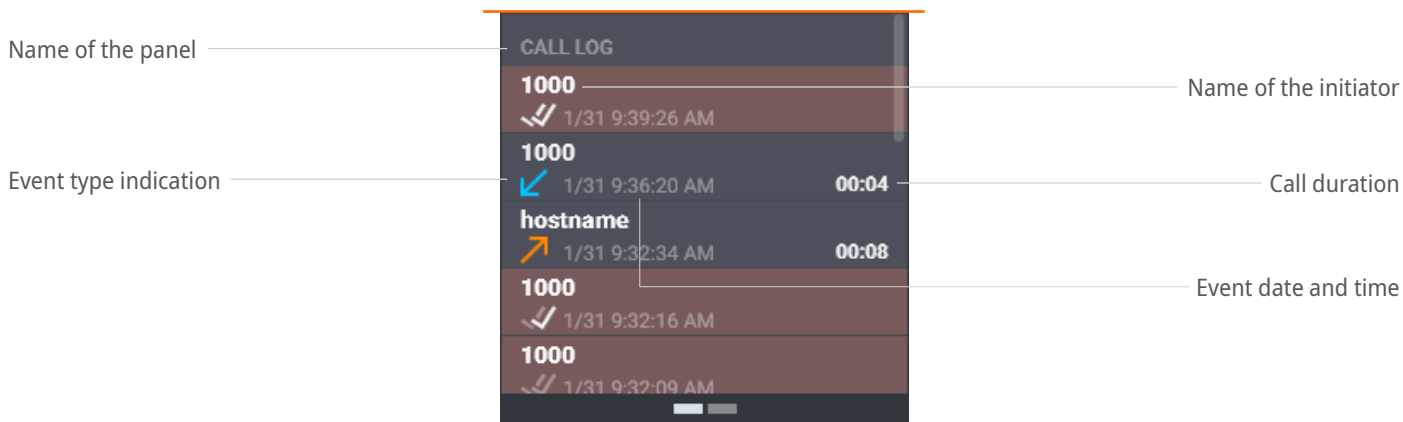 Name of the panel
CALL LOG
1000
Name of the initiator
1/31 9:39:26 AM
1000
Event type indication
1/31 9:36:20 AM 00:04
Call duration
hostname
1/31 9:32:34 AM 00:08
1000
Event date and time
1/31 9:32:16 AM
1000
1/31 9:32:09 AM